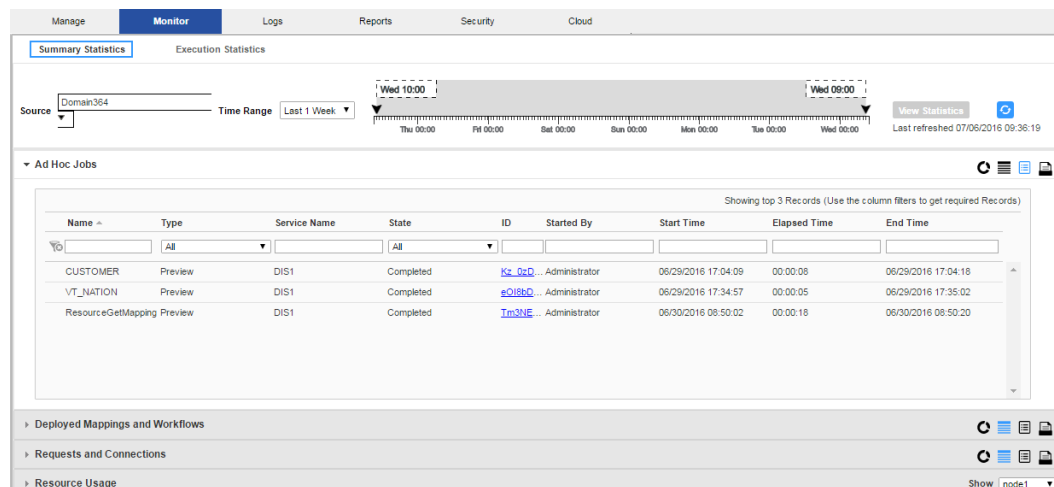 Manage Monitor Logs Reports Security Cloud
Summary Statistics Execution Statistics
Wed 10:00 Wed 09:00
Source Domain364 Time Range Last 1 Week View Statistics
Thu 00:00 Fri 00:00 Sat 00:00 Sun 00:00 Mon 00:00 Tue 00:00 Wed 00:00 Last refreshed 07/06/2016 09:36:19
Ad Hoc Jobs
Showing top 3 Records (Use the column filters to get required Records)
Name Type Service Name State ID Started By Start Time Elapsed Time End Time
All All
CUSTOMER Preview DIS1 Completed Kz_0zD... Administrator 06/29/2016 17:04:09 00:00:08 06/29/2016 17:04:18
VT_NATION Preview DIS1 Completed eOI8bD... Administrator 06/29/2016 17:34:57 00:00:05 06/29/2016 17:35:02
ResourceGetMapping Preview DIS1 Completed Tm3NE... Administrator 06/30/2016 08:50:02 00:00:18 06/30/2016 08:50:20
Deployed Mappings and Workflows
Requests and Connections
Resource Usage Show node1